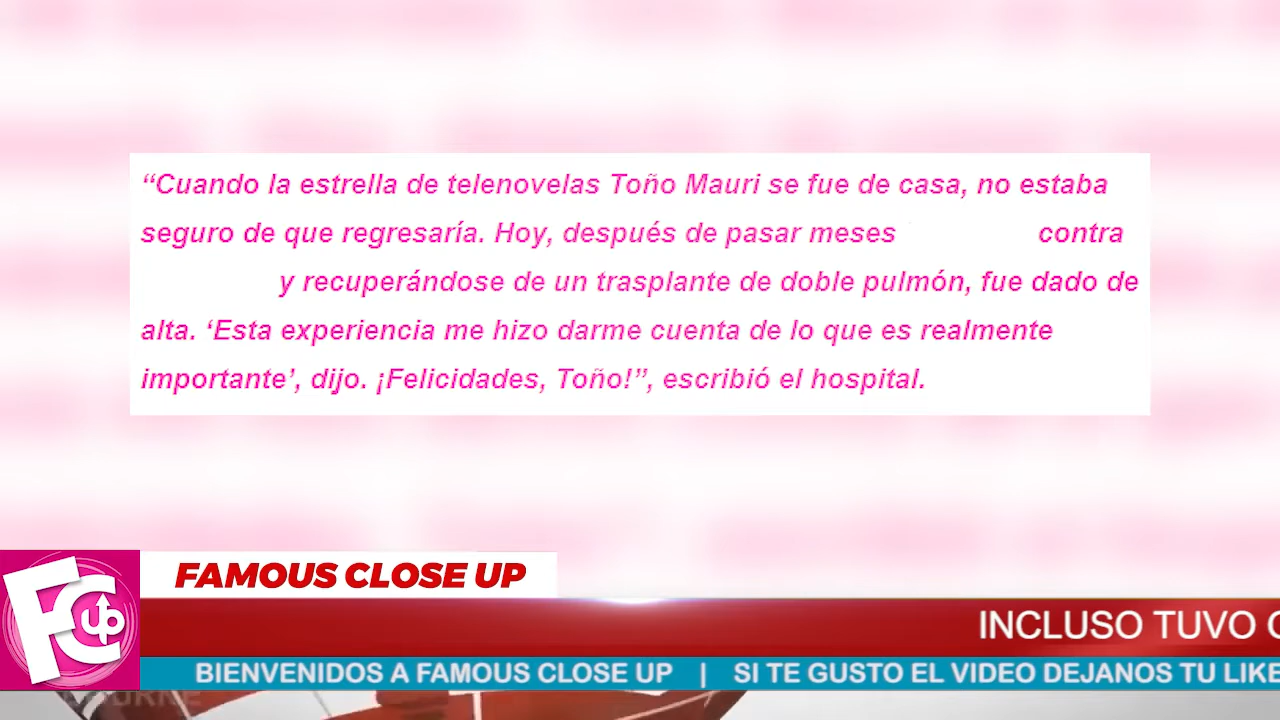 “Cuando la estrella de telenovelas Toño Mauri se fue de casa, no estaba
seguro de que regresaría. Hoy, después de pasar meses contra
y recuperándose de un trasplante de doble pulmón, fue dado de
alta. ‘Esta experiencia me hizo darme cuenta de lo que es realmente
importante’, dijo. ¡Felicidades, Toño!”, escribió el hospital.
FAMOUS CLOSE UP
FC up
INCLUSO TUVO
BIENVENIDOS A FAMOUS CLOSE UP | SI TE GUSTO EL VIDEO DEJANOS TU LIKE